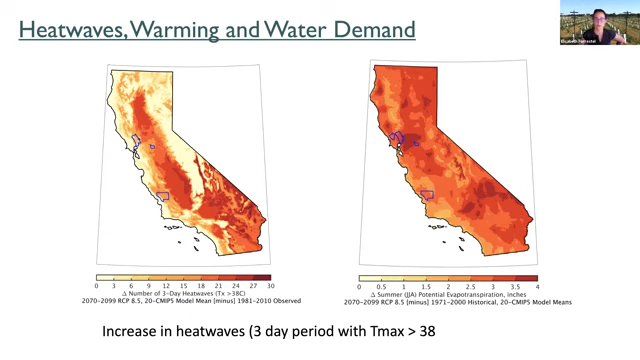 Heatwaves, Warming and Water Demand
Elisabeth Forrestel
0 3 6 9 12 15 18 21 24 27 30
Δ Number of 3-Day Heatwaves (Tx >38C)
2070-2099 RCP 8.5, 20-CMIP5 Model Mean [minus] 1981-2010 Observed
0 0.5 1 1.5 2 2.5 3 3.5 4
Δ Summer (JJA) Potential Evapotranspiration, inches
2070-2099 RCP 8.5 [minus] 1971-2000 Historical, 20-CMIP5 Model Means
Increase in heatwaves (3 day period with Tmax > 38